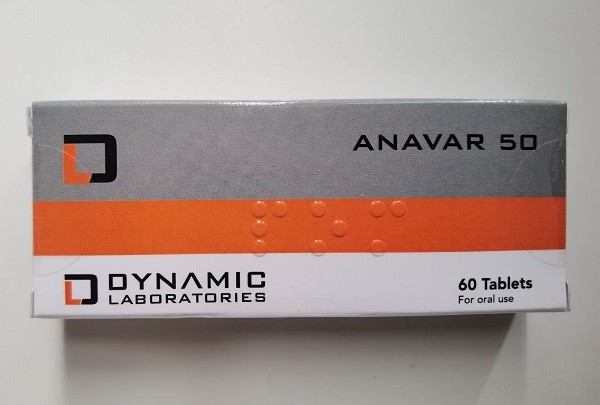 ANAVAR 50
DYNAMIC
LABORATORIES
60 Tablets
For oral use